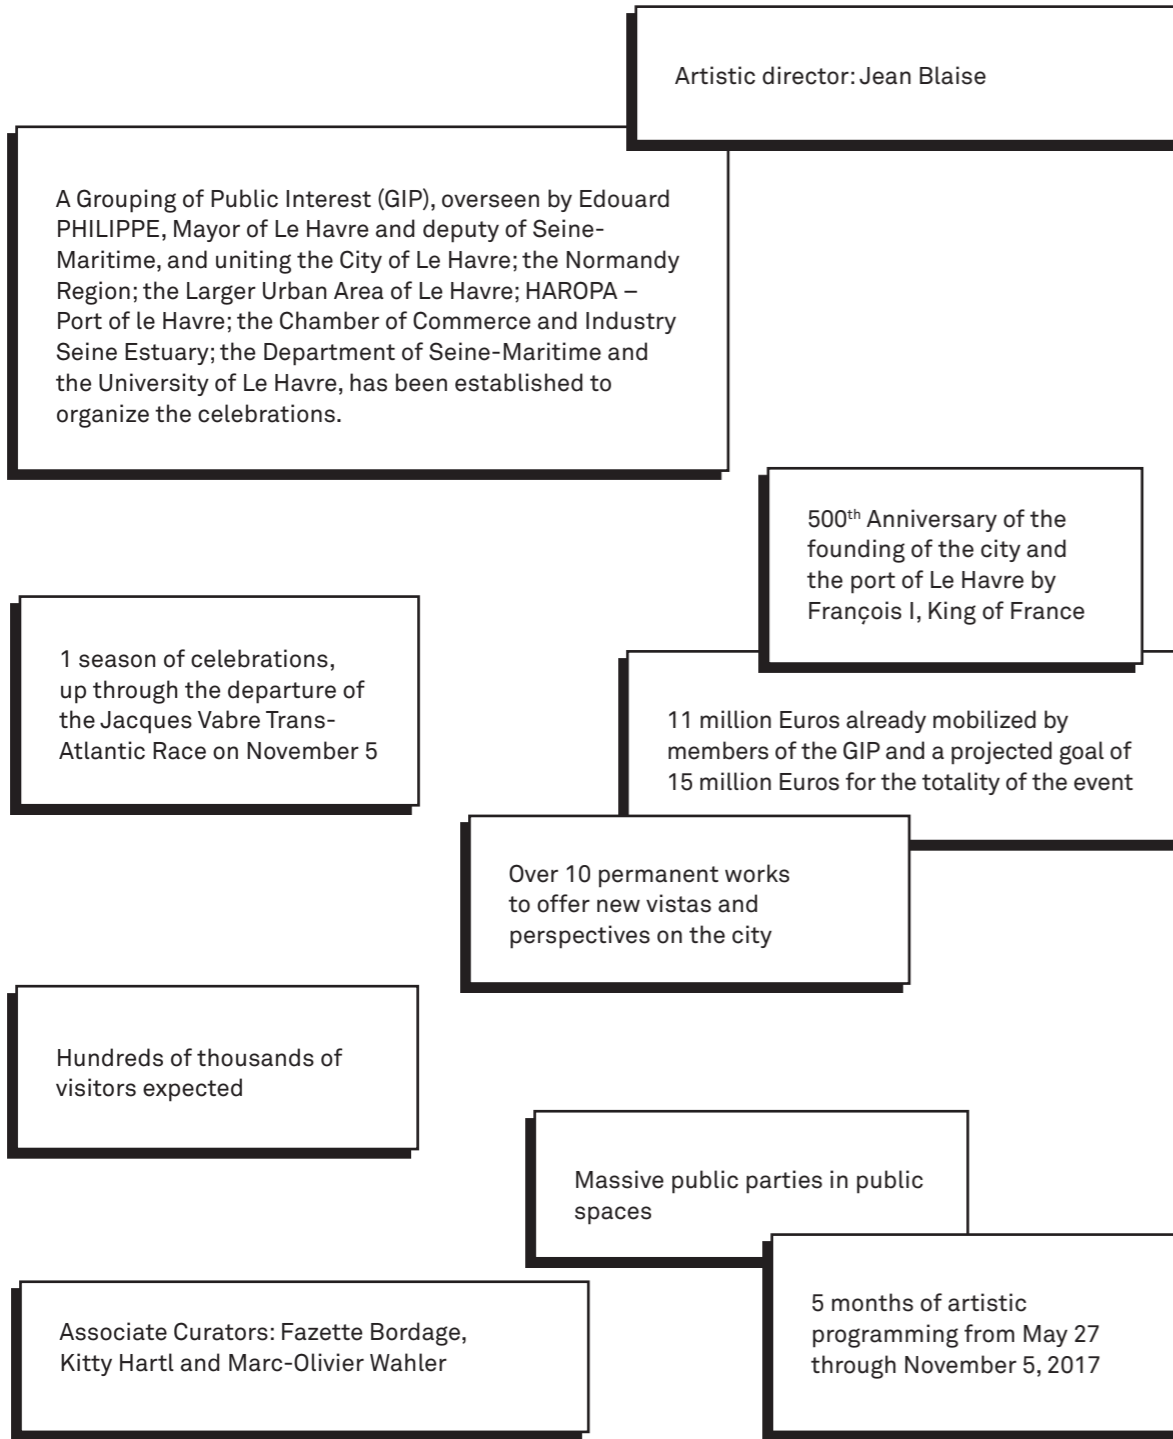 Artistic director: Jean Blaise
A Grouping of Public Interest (GIP), overseen by Edouard
PHILIPPE, Mayor of Le Havre and deputy of Seine-
Maritime, and uniting the City of Le Havre; the Normandy
Region; the Larger Urban Area of Le Havre; HAROPA –
Port of le Havre; the Chamber of Commerce and Industry
Seine Estuary; the Department of Seine-Maritime and
the University of Le Havre, has been established to
organize the celebrations.
500th Anniversary of the
founding of the city and
the port of Le Havre by
François I, King of France
1 season of celebrations,
up through the departure of
the Jacques Vabre Trans-
Atlantic Race on November 5
11 million Euros already mobilized by
members of the GIP and a projected goal of
15 million Euros for the totality of the event
Over 10 permanent works
to offer new vistas and
perspectives on the city
Hundreds of thousands of
visitors expected
Massive public parties in public
spaces
5 months of artistic
programming from May 27
through November 5, 2017
Associate Curators: Fazette Bordage,
Kitty Hartl and Marc-Olivier Wahler